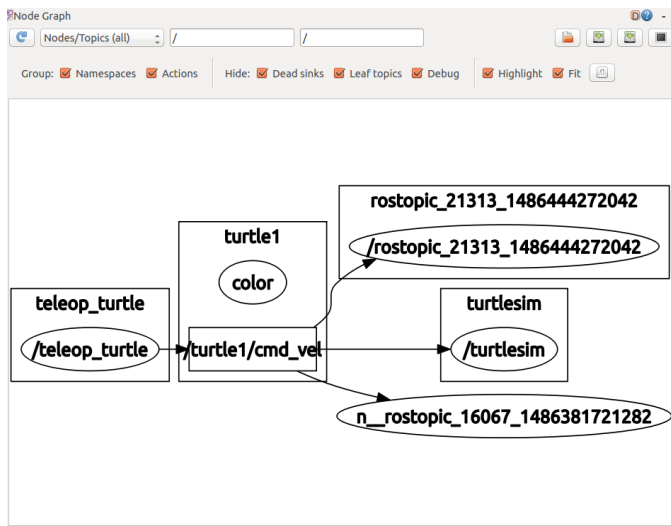 Node Graph
D ? -
Nodes/Topics (all) / /
Group: Namespaces Actions Hide: Dead sinks Leaf topics Debug Highlight Fit
rostopic_21313_1486444272042
/rostopic_21313_1486444272042
turtle1
color
teleop_turtle
/teleop_turtle
/turtle1/cmd_vel
turtlesim
/turtlesim
n__rostopic_16067_1486381721282